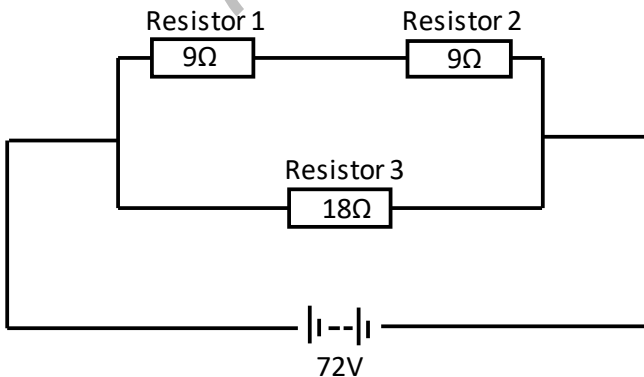 Resistor 1 Resistor 2
9Ω 9Ω
Resistor 3
18Ω
72V